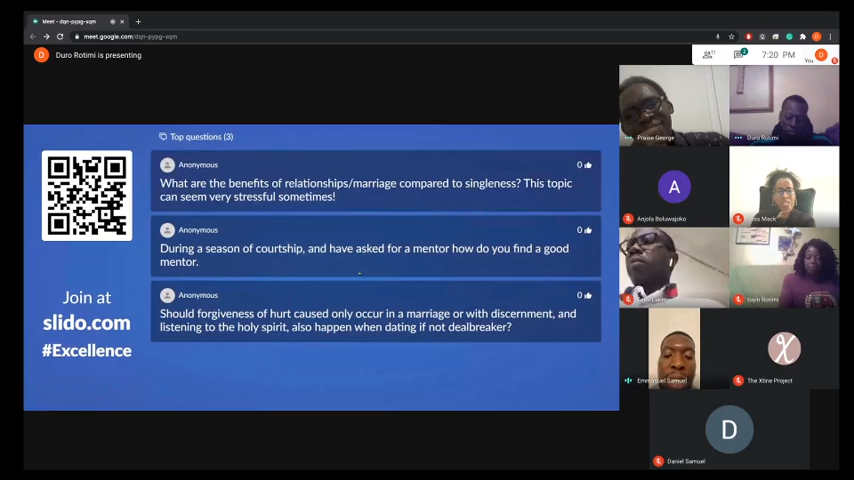 Meet - dqn-pypg-xqm
meet.google.com/dqn-pypg-xqm
Duro Rotimi is presenting
7:20 PM
You
Top questions (3)
Anonymous
0
What are the benefits of relationships/marriage compared to singleness? This topic
can seem very stressful sometimes!
Anonymous
0
During a season of courtship, and have asked for a mentor how do you find a good
mentor.
Anonymous
0
Should forgiveness of hurt caused only occur in a marriage or with discernment, and
listening to the holy spirit, also happen when dating if not dealbreaker?
Join at
slido.com
#Excellence
Praise George
Duro Rotimi
A
Anjola Boluwajoko
Mack
toyin Rotimi
Emmanuel Samuel
X
The Xline Project
D
Daniel Samuel